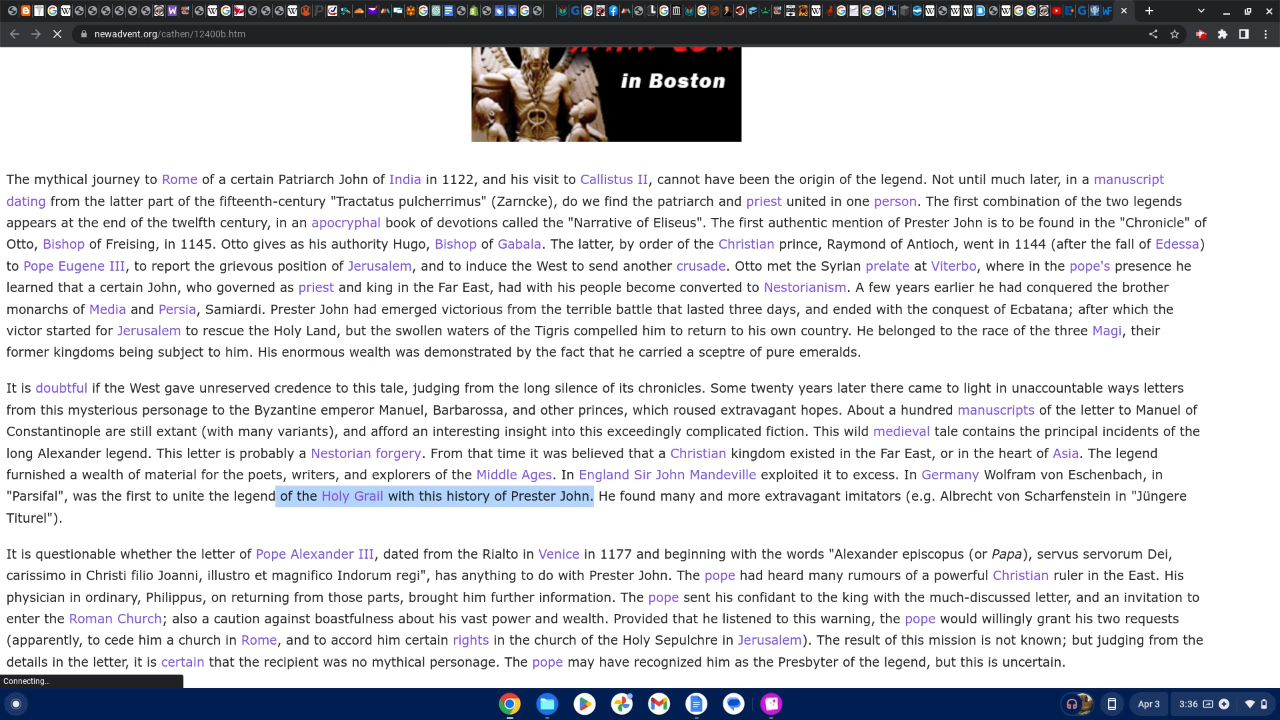 newadvent.org/cathen/12400b.htm
in Boston
The mythical journey to Rome of a certain Patriarch John of India in 1122, and his visit to Callistus II, cannot have been the origin of the legend. Not until much later, in a manuscript
dating from the latter part of the fifteenth-century "Tractatus pulcherrimus" (Zarncke), do we find the patriarch and priest united in one person. The first combination of the two legends
appears at the end of the twelfth century, in an apocryphal book of devotions called the "Narrative of Eliseus". The first authentic mention of Prester John is to be found in the "Chronicle" of
Otto, Bishop of Freising, in 1145. Otto gives as his authority Hugo, Bishop of Gabala. The latter, by order of the Christian prince, Raymond of Antioch, went in 1144 (after the fall of Edessa)
to Pope Eugene III, to report the grievous position of Jerusalem, and to induce the West to send another crusade. Otto met the Syrian prelate at Viterbo, where in the pope's presence he
learned that a certain John, who governed as priest and king in the Far East, had with his people become converted to Nestorianism. A few years earlier he had conquered the brother
monarchs of Media and Persia, Samiardi. Prester John had emerged victorious from the terrible battle that lasted three days, and ended with the conquest of Ecbatana; after which the
victor started for Jerusalem to rescue the Holy Land, but the swollen waters of the Tigris compelled him to return to his own country. He belonged to the race of the three Magi, their
former kingdoms being subject to him. His enormous wealth was demonstrated by the fact that he carried a sceptre of pure emeralds.
It is doubtful if the West gave unreserved credence to this tale, judging from the long silence of its chronicles. Some twenty years later there came to light in unaccountable ways letters
from this mysterious personage to the Byzantine emperor Manuel, Barbarossa, and other princes, which roused extravagant hopes. About a hundred manuscripts of the letter to Manuel of
Constantinople are still extant (with many variants), and afford an interesting insight into this exceedingly complicated fiction. This wild medieval tale contains the principal incidents of the
long Alexander legend. This letter is probably a Nestorian forgery. From that time it was believed that a Christian kingdom existed in the Far East, or in the heart of Asia. The legend
furnished a wealth of material for the poets, writers, and explorers of the Middle Ages. In England Sir John Mandeville exploited it to excess. In Germany Wolfram von Eschenbach, in
"Parsifal", was the first to unite the legend of the Holy Grail with this history of Prester John. He found many and more extravagant imitators (e.g. Albrecht von Scharfenstein in "Jüngere
Titurel").
It is questionable whether the letter of Pope Alexander III, dated from the Rialto in Venice in 1177 and beginning with the words "Alexander episcopus (or Papa), servus servorum Dei,
carissimo in Christi filio Joanni, illustro et magnifico Indorum regi", has anything to do with Prester John. The pope had heard many rumours of a powerful Christian ruler in the East. His
physician in ordinary, Philippus, on returning from those parts, brought him further information. The pope sent his confidant to the king with the much-discussed letter, and an invitation to
enter the Roman Church; also a caution against boastfulness about his vast power and wealth. Provided that he listened to this warning, the pope would willingly grant his two requests
(apparently, to cede him a church in Rome, and to accord him certain rights in the church of the Holy Sepulchre in Jerusalem). The result of this mission is not known; but judging from the
details in the letter, it is certain that the recipient was no mythical personage. The pope may have recognized him as the Presbyter of the legend, but this is uncertain.
Connecting...
Apr 3
3:36